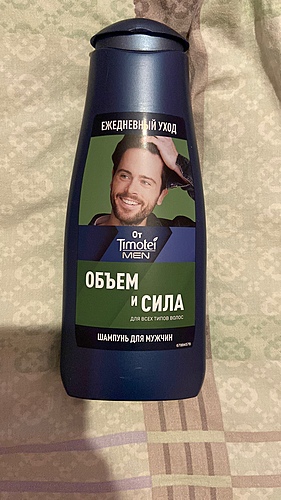 ЕЖЕДНЕВНЫЙ УХОД
От
Timotei
MEN
ОБЪЕМ
И СИЛА
ДЛЯ ВСЕХ ТИПОВ ВОЛОС
ШАМПУНЬ ДЛЯ МУЖЧИН